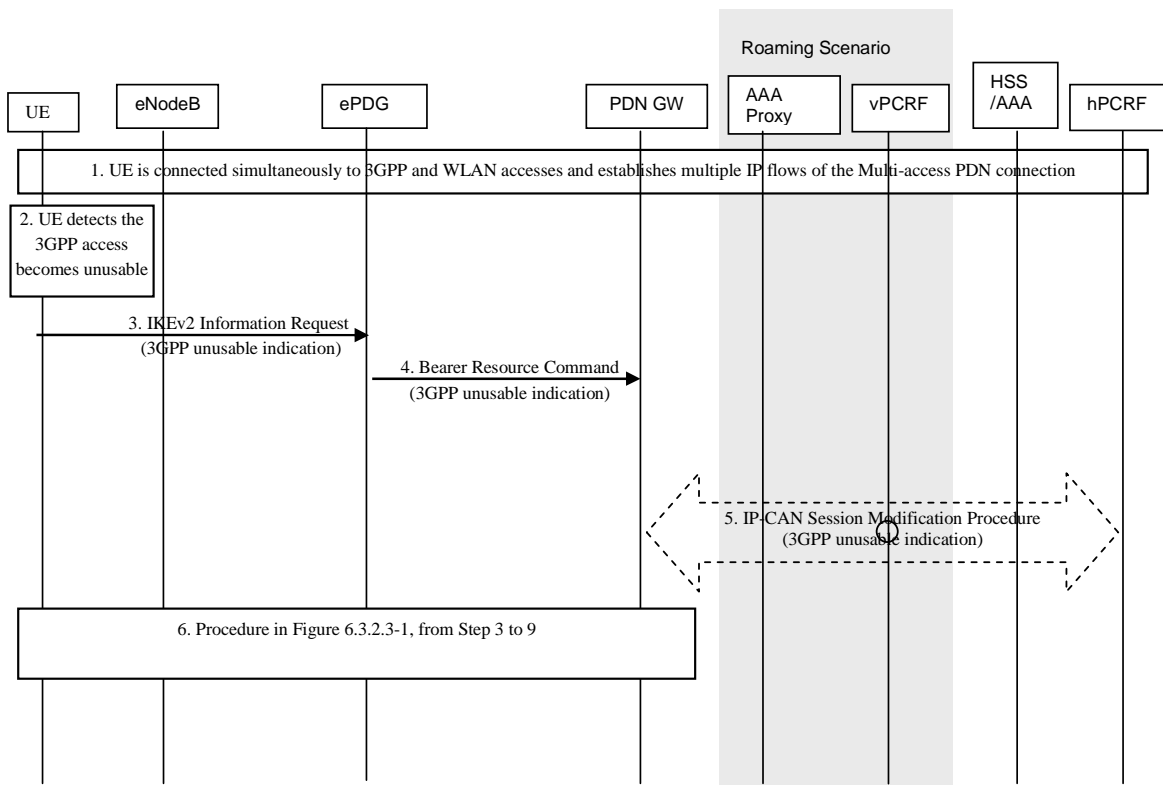 Roaming Scenario
UE
eNodeB
ePDG
PDN GW
AAA
Proxy
vPCRF
HSS
/AAA
hPCRF
1. UE is connected simultaneously to 3GPP and WLAN accesses and establishes multiple IP flows of the Multi-access PDN connection
2. UE detects the
3GPP access
becomes unusable
3. IKEv2 Information Request
(3GPP unusable indication)
4. Bearer Resource Command
(3GPP unusable indication)
5. IP-CAN Session Modification Procedure
(3GPP unusable indication)
6. Procedure in Figure 6.3.2.3-1, from Step 3 to 9